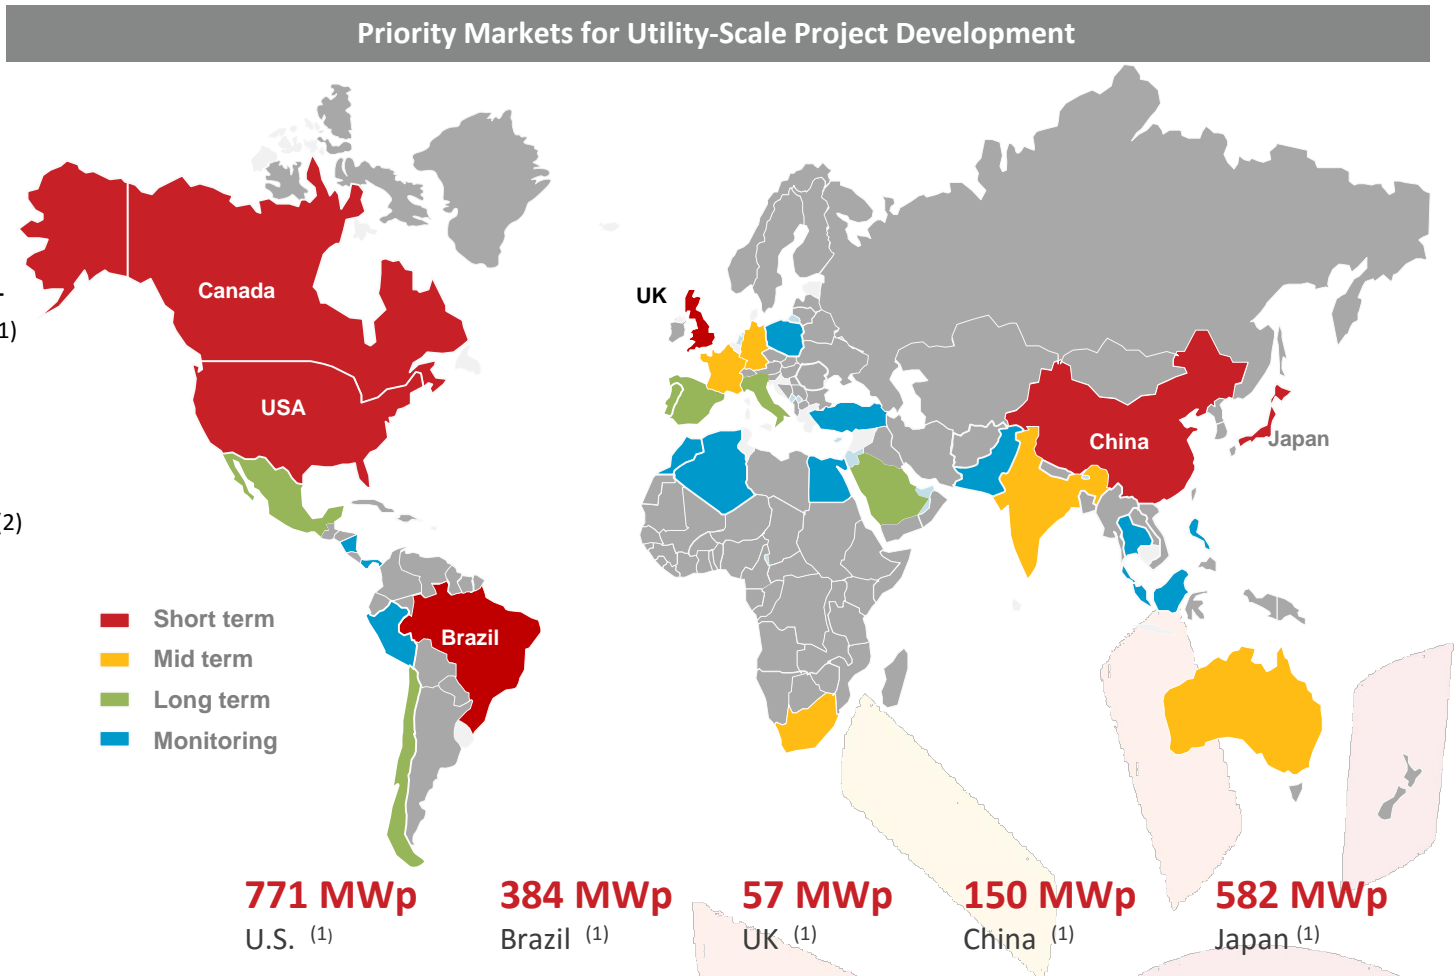 Priority Markets for Utility-Scale Project Development
UK
Canada
1)
USA
China
Japan
(2)
Short term
Brazil
Mid term
Long term
Monitoring
771 MWp 384 MWp 57 MWp 150 MWp 582 MWp
U.S. (1) Brazil (1) UK (1) China (1) Japan (1)